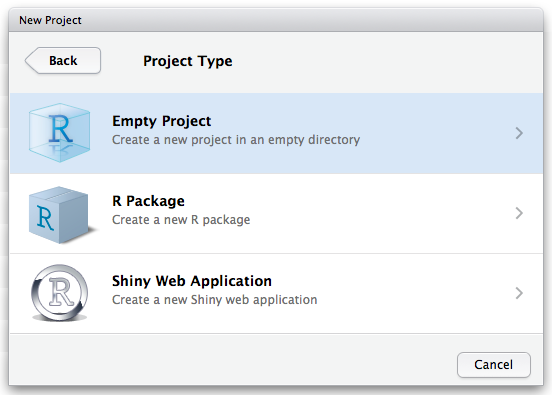 New Project
Back
Project Type
R
Empty Project
Create a new project in an empty directory
R
R Package
Create a new R package
R
Shiny Web Application
Create a new Shiny web application
Cancel